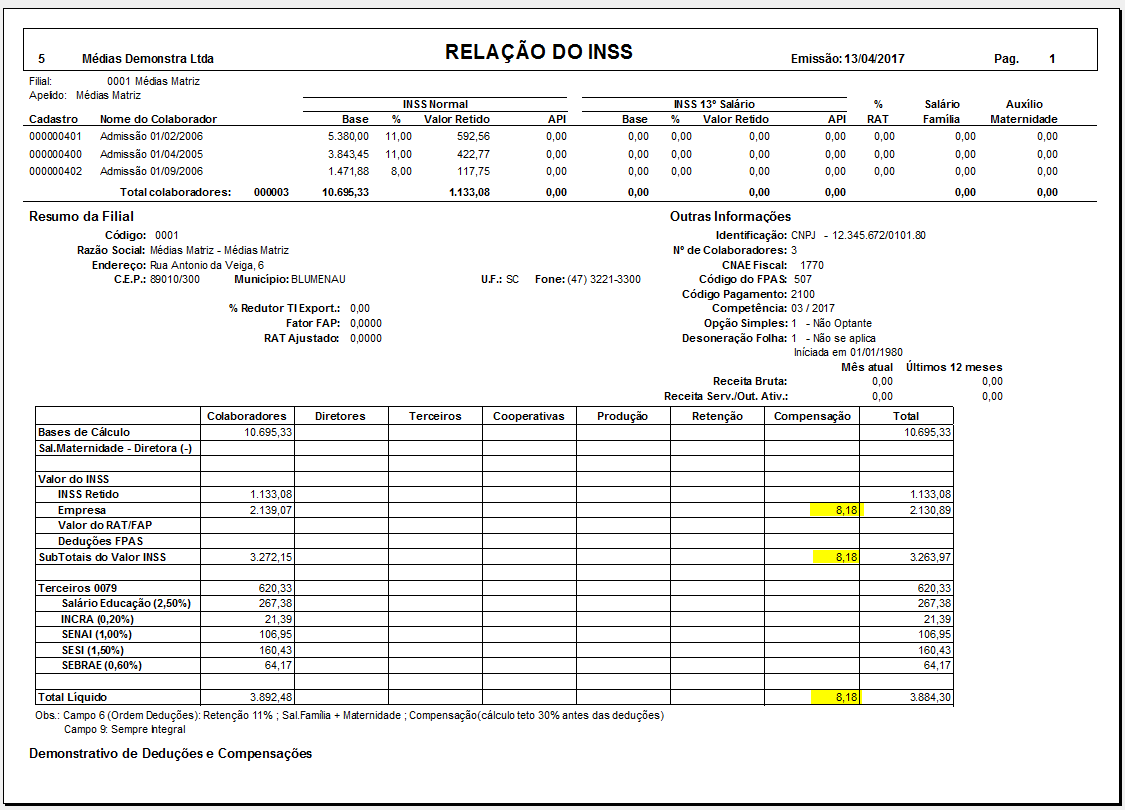 5 Médias Demonstra Ltda RELAÇÃO DO INSS Emissão: 13/04/2017 Pag. 1
Filial: 0001 Médias Matriz
Apelido: Médias Matriz
INSS Normal INSS 13º Salário % Salário Auxílio
Cadastro Nome do Colaborador Base % Valor Retido API Base % Valor Retido API RAT Família Maternidade
000000401 Admissão 01/02/2006 5.380,00 11,00 592,56 0,00 0,00 0,00 0,00 0,00 0,00 0,00 0,00
000000400 Admissão 01/04/2005 3.843,45 11,00 422,77 0,00 0,00 0,00 0,00 0,00 0,00 0,00 0,00
000000402 Admissão 01/09/2006 1.471,88 8,00 117,75 0,00 0,00 0,00 0,00 0,00 0,00 0,00 0,00
Total colaboradores: 000003 10.695,33 1.133,08 0,00 0,00 0,00 0,00 0,00 0,00
Resumo da Filial
Código: 0001
Razão Social: Médias Matriz - Médias Matriz
Endereço: Rua Antonio da Veiga, 6
C.E.P.: 89010/300 Município: BLUMENAU U.F.: SC Fone: (47) 3221-3300
% Redutor TI Export.: 0,00
Fator FAP: 0,0000
RAT Ajustado: 0,0000
Outras Informações
Identificação: CNPJ - 12.345.672/0101.80
Nº de Colaboradores: 3
CNAE Fiscal: 1770
Código do FPAS: 507
Código Pagamento: 2100
Competência: 03 / 2017
Opção Simples: 1 - Não Optante
Desoneração Folha: 1 - Não se aplica
Iníciada em 01/01/1980
Mês atual Últimos 12 meses
Receita Bruta: 0,00 0,00
Receita Serv./Out. Ativ.: 0,00 0,00
Colaboradores Diretores Terceiros Cooperativas Produção Retenção Compensação Total
Bases de Cálculo 10.695,33 10.695,33
Sal.Maternidade - Diretora (-)
Valor do INSS
INSS Retido 1.133,08 1.133,08
Empresa 2.139,07 8,18 2.130,89
Valor do RAT/FAP
Deduções FPAS
SubTotais do Valor INSS 3.272,15 8,18 3.263,97
Terceiros 0079 620,33 620,33
Salário Educação (2,50%) 267,38 267,38
INCRA (0,20%) 21,39 21,39
SENAI (1,00%) 106,95 106,95
SESI (1,50%) 160,43 160,43
SEBRAE (0,60%) 64,17 64,17
Total Líquido 3.892,48 8,18 3.884,30
Obs.: Campo 6 (Ordem Deduções): Retenção 11% ; Sal.Família + Maternidade ; Compensação(cálculo teto 30% antes das deduções)
Campo 9: Sempre Integral
Demonstrativo de Deduções e Compensações